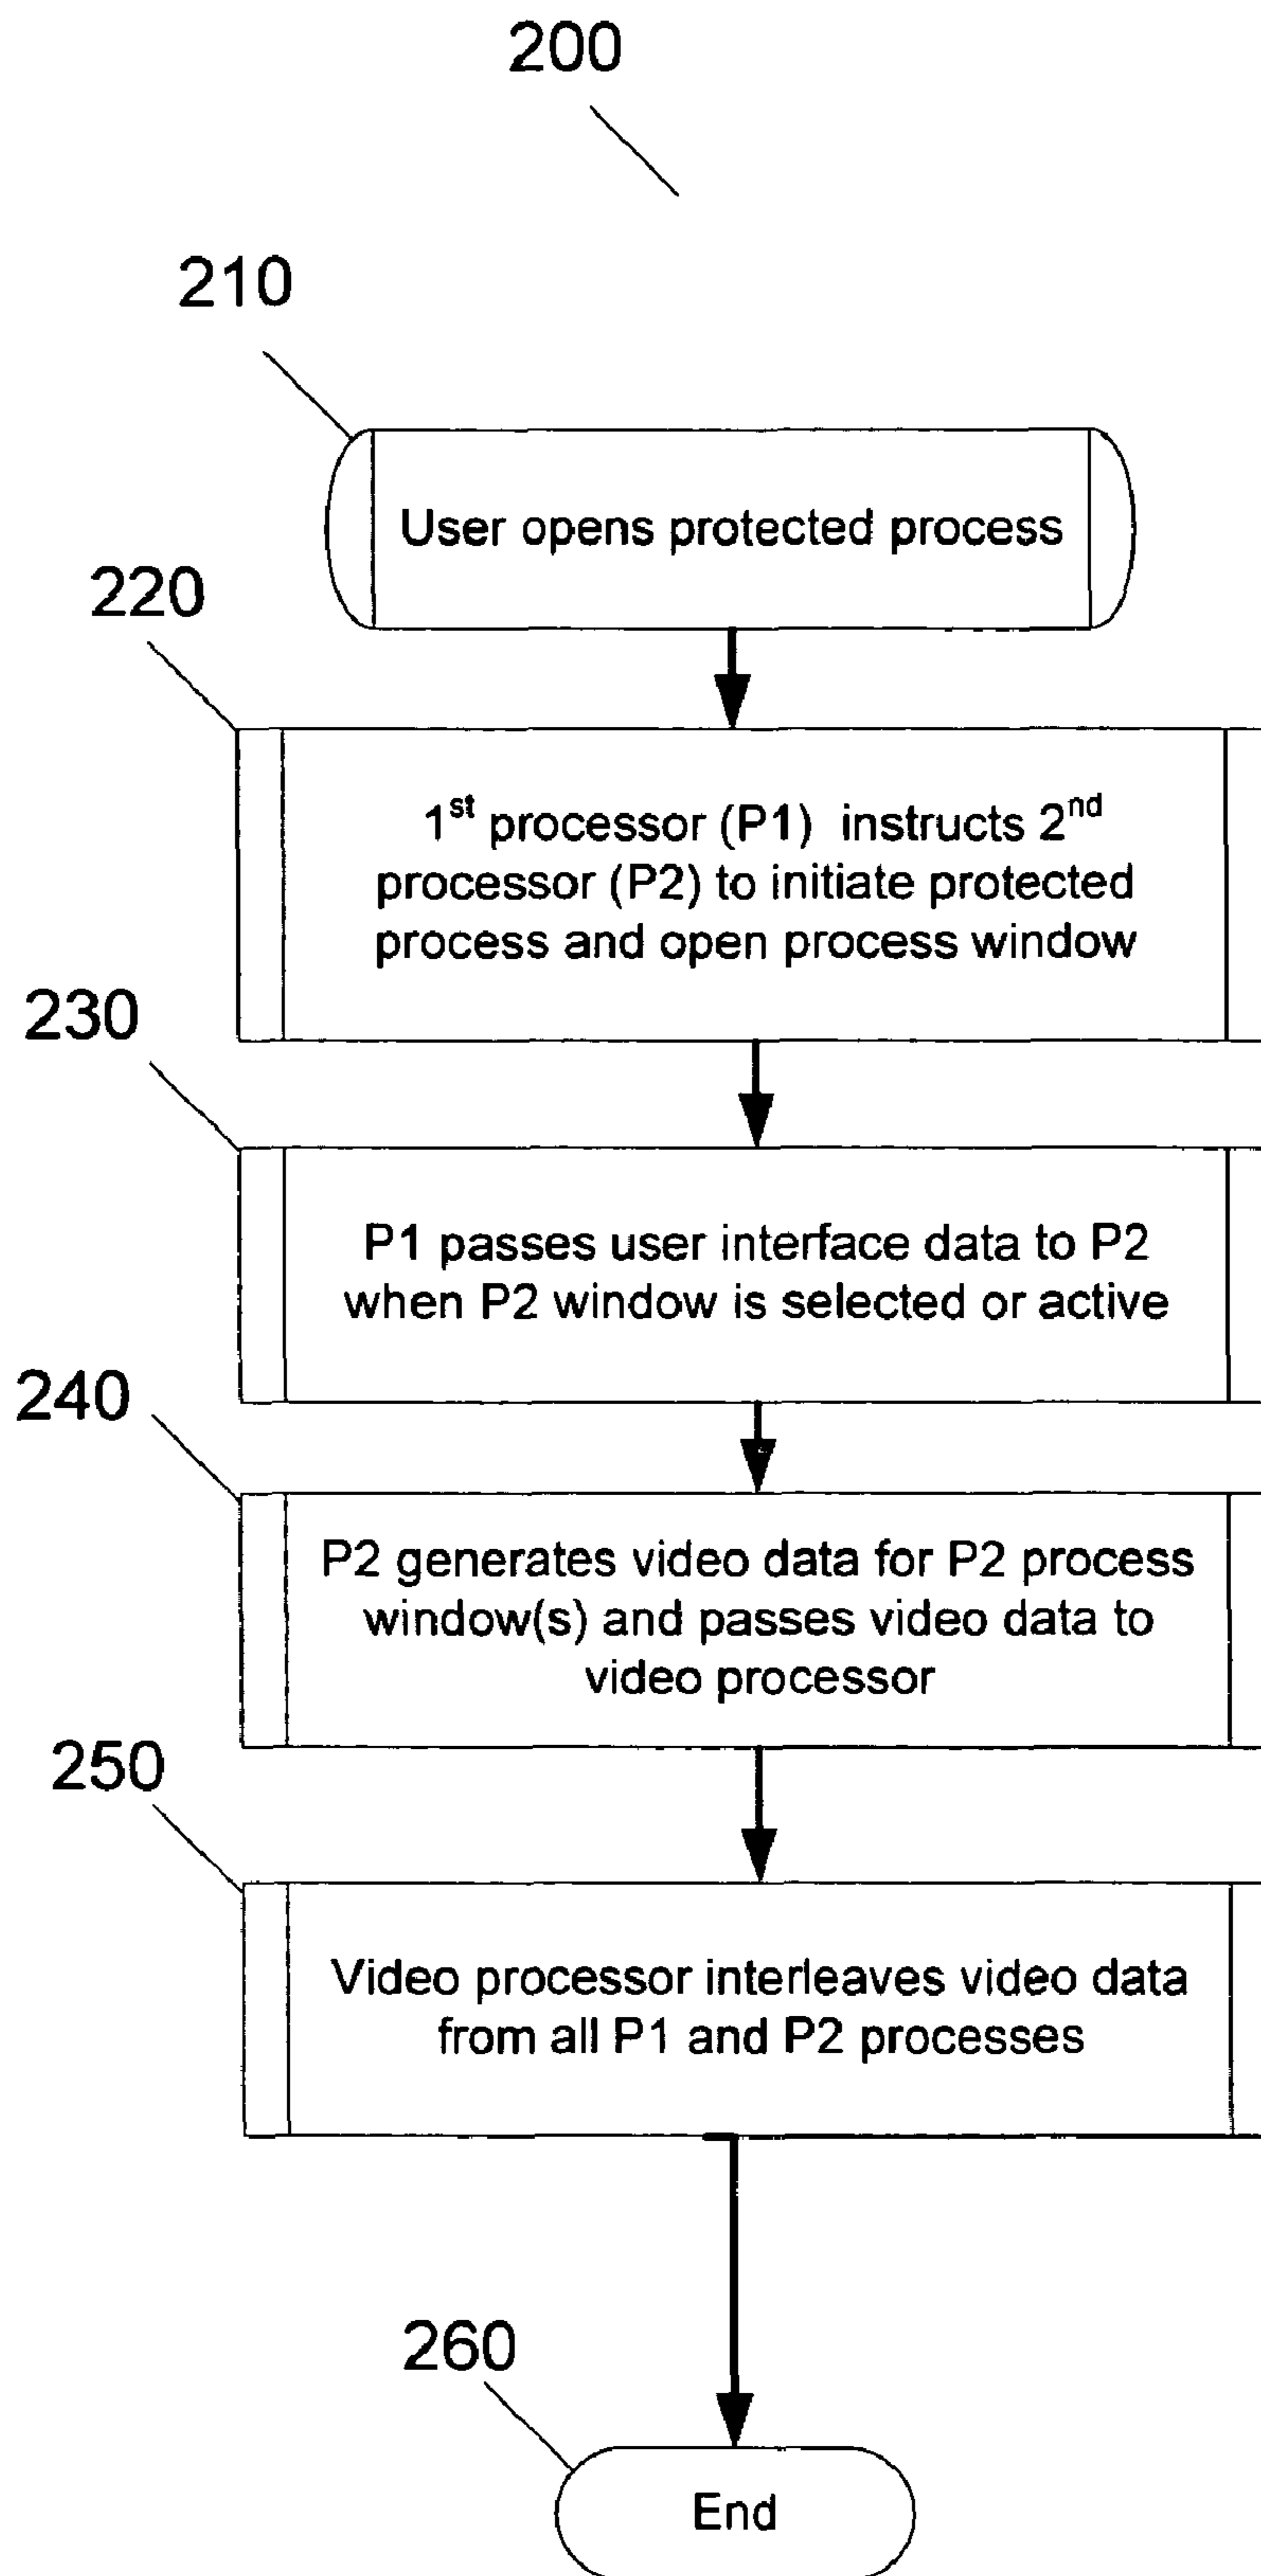 200
210
User opens protected process
220
1st processor (P1) instructs 2nd
processor (P2) to initiate protected
process and open process window
230
P1 passes user interface data to P2
when P2 window is selected or active
240
P2 generates video data for P2 process
window(s) and passes video data to
video processor
250
Video processor interleaves video data
from all P1 and P2 processes
260
End